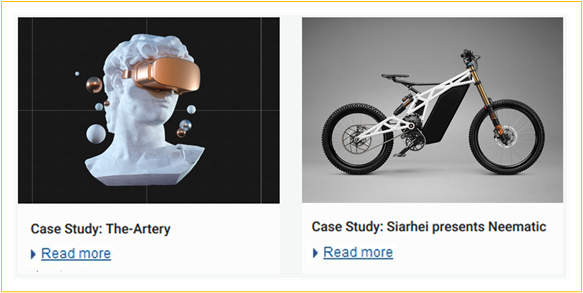 Case Study: The-Artery
Read more
Case Study: Siarhei presents Neematic
Read more